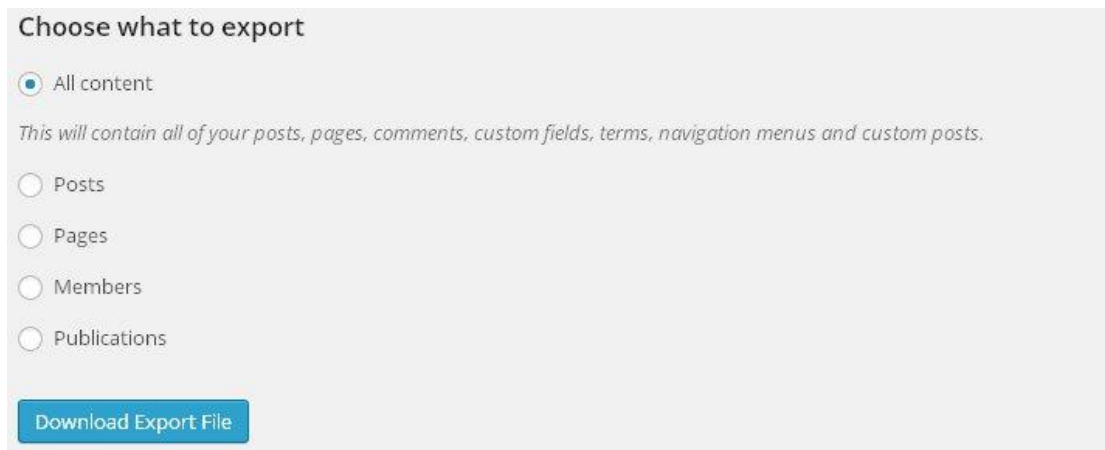 Choose what to export
All content
This will contain all of your posts, pages, comments, custom fields, terms, navigation menus and custom posts.
Posts
Pages
Members
Publications
Download Export File